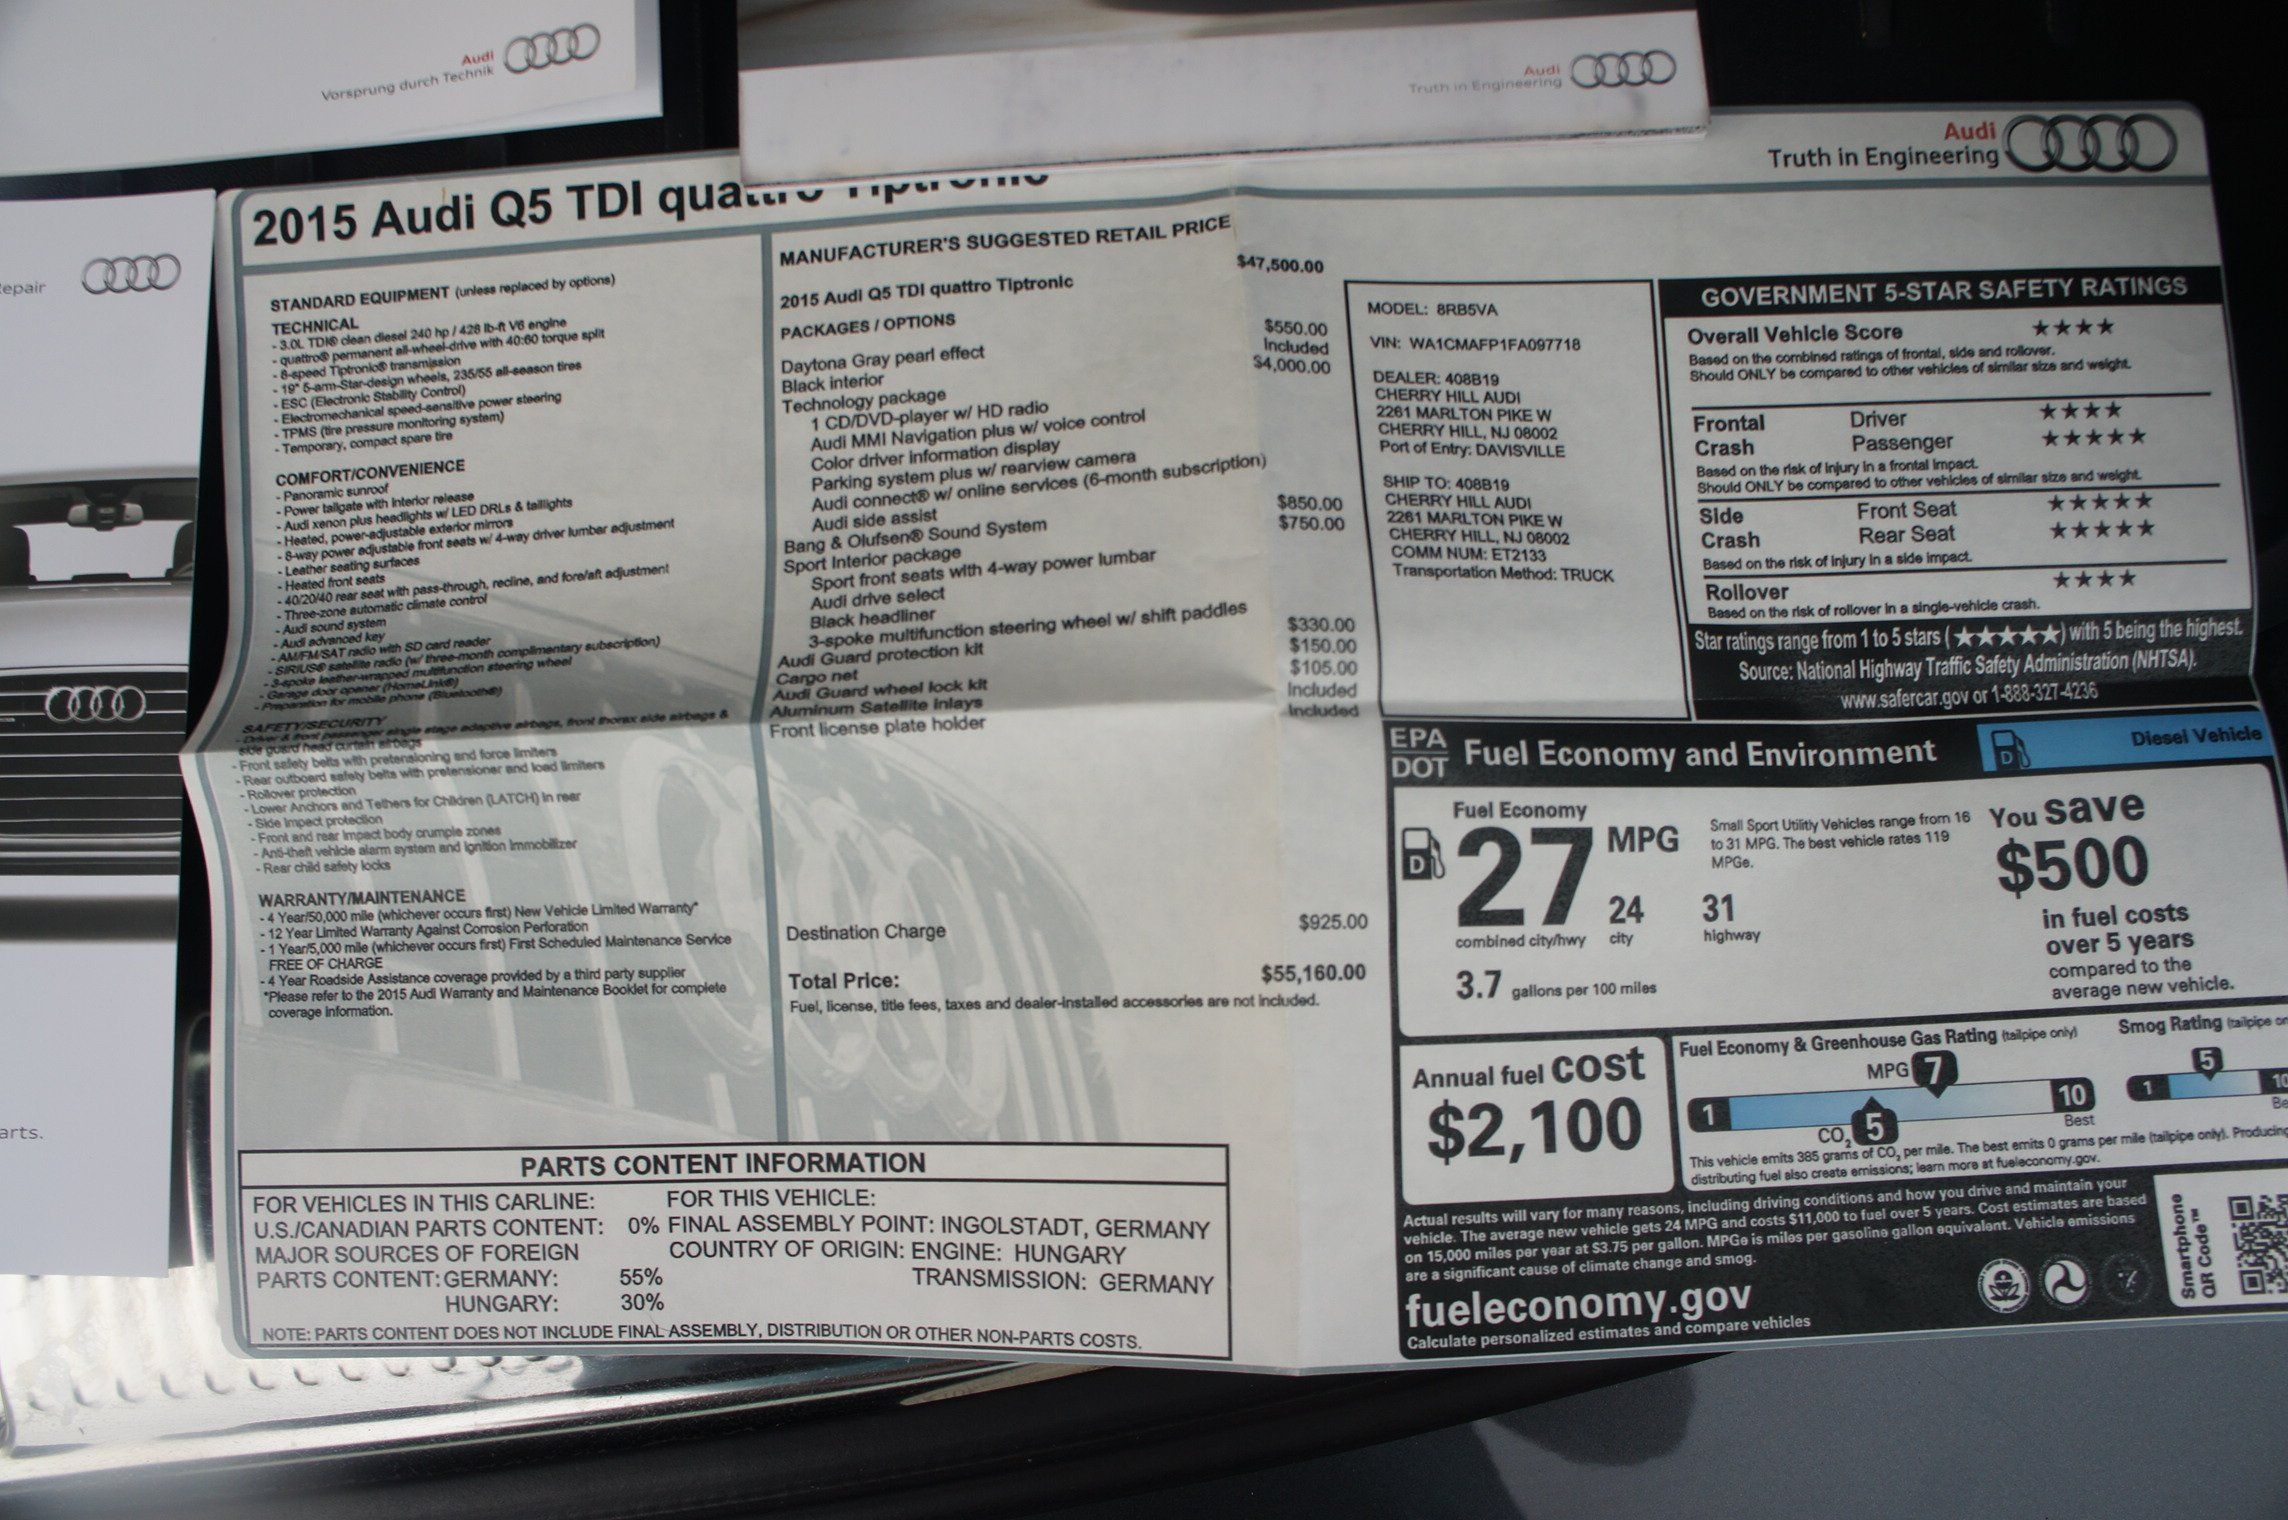 Audi
Vorsprung durch Technik
Audi
Truth in Engineering
epair
arts.
Audi
Truth in Engineering
2015 Audi Q5 TDI quattro Tiptronic
STANDARD EQUIPMENT (unless replaced by options)
TECHNICAL
- 3.0L TDI® clean diesel 240 hp / 428 lb-ft V6 engine
- quattro® permanent all-wheel-drive with 40:60 torque split
- 8-speed Tiptronic® transmission
- 19" 5-arm-Star-design wheels, 235/55 all-season tires
- ESC (Electronic Stability Control)
- Electromechanical speed-sensitive power steering
- TPMS (tire pressure monitoring system)
- Temporary, compact spare tire
COMFORT/CONVENIENCE
- Panoramic sunroof
- Power tailgate with interior release
- Audi xenon plus headlights w/ LED DRLs & taillights
- Heated, power-adjustable exterior mirrors
- 8-way power adjustable front seats w/ 4-way driver lumbar adjustment
- Leather seating surfaces
- Heated front seats
- 40/20/40 rear seat with pass-through, recline, and fore/aft adjustment
- Three-zone automatic climate control
- Audi sound system
- Audi advanced key
- AM/FM/SAT radio with SD card reader
- SIRIUS® satellite radio (w/ three-month complimentary subscription)
- 3-spoke leather-wrapped multifunction steering wheel
- Garage door opener (HomeLink®)
- Preparation for mobile phone (Bluetooth®)
SAFETY/SECURITY
- Driver & front passenger single stage adaptive airbags, front thorax side airbags &
side guard head curtain airbags
- Front safety belts with pretensioning and force limiters
- Rear outboard safety belts with pretensioner and load limiters
- Rollover protection
- Lower Anchors and Tethers for Children (LATCH) in rear
- Side impact protection
- Front and rear impact body crumple zones
- Anti-theft vehicle alarm system and ignition immobilizer
- Rear child safety locks
WARRANTY/MAINTENANCE
- 4 Year/50,000 mile (whichever occurs first) New Vehicle Limited Warranty*
- 12 Year Limited Warranty Against Corrosion Perforation
- 1 Year/5,000 mile (whichever occurs first) First Scheduled Maintenance Service
FREE OF CHARGE
- 4 Year Roadside Assistance coverage provided by a third party supplier
*Please refer to the 2015 Audi Warranty and Maintenance Booklet for complete
coverage information.
MANUFACTURER'S SUGGESTED RETAIL PRICE
2015 Audi Q5 TDI quattro Tiptronic $47,500.00
PACKAGES / OPTIONS
Daytona Gray pearl effect $550.00
Black interior Included
Technology package $4,000.00
1 CD/DVD-player w/ HD radio
Audi MMI Navigation plus w/ voice control
Color driver information display
Parking system plus w/ rearview camera
Audi connect® w/ online services (6-month subscription)
Audi side assist
Bang & Olufsen® Sound System $850.00
Sport Interior package $750.00
Sport front seats with 4-way power lumbar
Audi drive select
Black headliner
3-spoke multifunction steering wheel w/ shift paddles
Audi Guard protection kit $330.00
Cargo net $150.00
Audi Guard wheel lock kit $105.00
Aluminum Satellite Inlays Included
Front license plate holder Included
Destination Charge $925.00
Total Price: $55,160.00
Fuel, license, title fees, taxes and dealer-installed accessories are not included.
MODEL: 8RB5VA
VIN: WA1CMAFP1FA097718
DEALER: 408B19
CHERRY HILL AUDI
2261 MARLTON PIKE W
CHERRY HILL, NJ 08002
Port of Entry: DAVISVILLE
SHIP TO: 408B19
CHERRY HILL AUDI
2261 MARLTON PIKE W
CHERRY HILL, NJ 08002
COMM NUM: ET2133
Transportation Method: TRUCK
GOVERNMENT 5-STAR SAFETY RATINGS
Overall Vehicle Score ★★★★
Based on the combined ratings of frontal, side and rollover.
Should ONLY be compared to other vehicles of similar size and weight.
Frontal Driver ★★★★
Crash Passenger ★★★★★
Based on the risk of injury in a frontal impact.
Should ONLY be compared to other vehicles of similar size and weight.
Side Front Seat ★★★★★
Crash Rear Seat ★★★★★
Based on the risk of injury in a side impact.
Rollover ★★★★
Based on the risk of rollover in a single-vehicle crash.
Star ratings range from 1 to 5 stars (★★★★★) with 5 being the highest.
Source: National Highway Traffic Safety Administration (NHTSA).
www.safercar.gov or 1-888-327-4236
EPA
DOT
Fuel Economy and Environment
D
Diesel Vehicle
Fuel Economy
D
27 MPG
24
city
31
highway
combined city/hwy
3.7 gallons per 100 miles
Small Sport Utility Vehicles range from 16
to 31 MPG. The best vehicle rates 119
MPGe.
You save
$500
in fuel costs
over 5 years
compared to the
average new vehicle.
Annual fuel cost
$2,100
Fuel Economy & Greenhouse Gas Rating (tailpipe only)
MPG 7
1 10
Best
CO2 5
Smog Rating (tailpipe on
5
1 10
Be
This vehicle emits 385 grams of CO2 per mile. The best emits 0 grams per mile (tailpipe only). Producing
distributing fuel also create emissions; learn more at fueleconomy.gov.
Actual results will vary for many reasons, including driving conditions and how you drive and maintain your
vehicle. The average new vehicle gets 24 MPG and costs $11,000 to fuel over 5 years. Cost estimates are based
on 15,000 miles per year at $3.75 per gallon. MPGe is miles per gasoline gallon equivalent. Vehicle emissions
are a significant cause of climate change and smog.
fueleconomy.gov
Calculate personalized estimates and compare vehicles
Smartphone
QR Code™
PARTS CONTENT INFORMATION
FOR VEHICLES IN THIS CARLINE:
U.S./CANADIAN PARTS CONTENT: 0%
MAJOR SOURCES OF FOREIGN
PARTS CONTENT: GERMANY: 55%
HUNGARY: 30%
FOR THIS VEHICLE:
FINAL ASSEMBLY POINT: INGOLSTADT, GERMANY
COUNTRY OF ORIGIN: ENGINE: HUNGARY
TRANSMISSION: GERMANY
NOTE: PARTS CONTENT DOES NOT INCLUDE FINAL ASSEMBLY, DISTRIBUTION OR OTHER NON-PARTS COSTS.